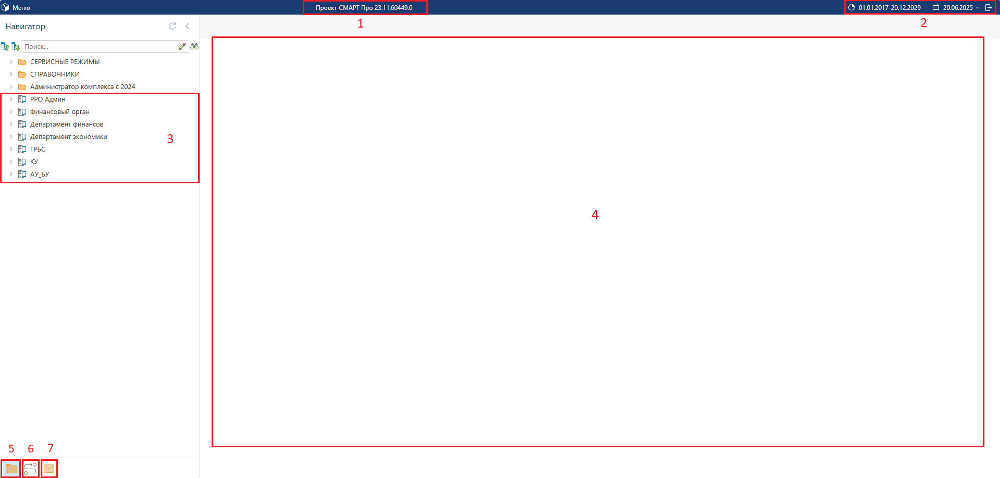 Меню
Проект-СМАРТ Про 23.11.60449.0
01.01.2017-20.12.2029
20.06.2025
1
2
Навигатор
Поиск...
СЕРВИСНЫЕ РЕЖИМЫ
СПРАВОЧНИКИ
Администратор комплекса с 2024
РРО Админ
Финансовый орган
Департамент финансов
Департамент экономики
3
ГРБС
КУ
АУ_БУ
4
5
6
7